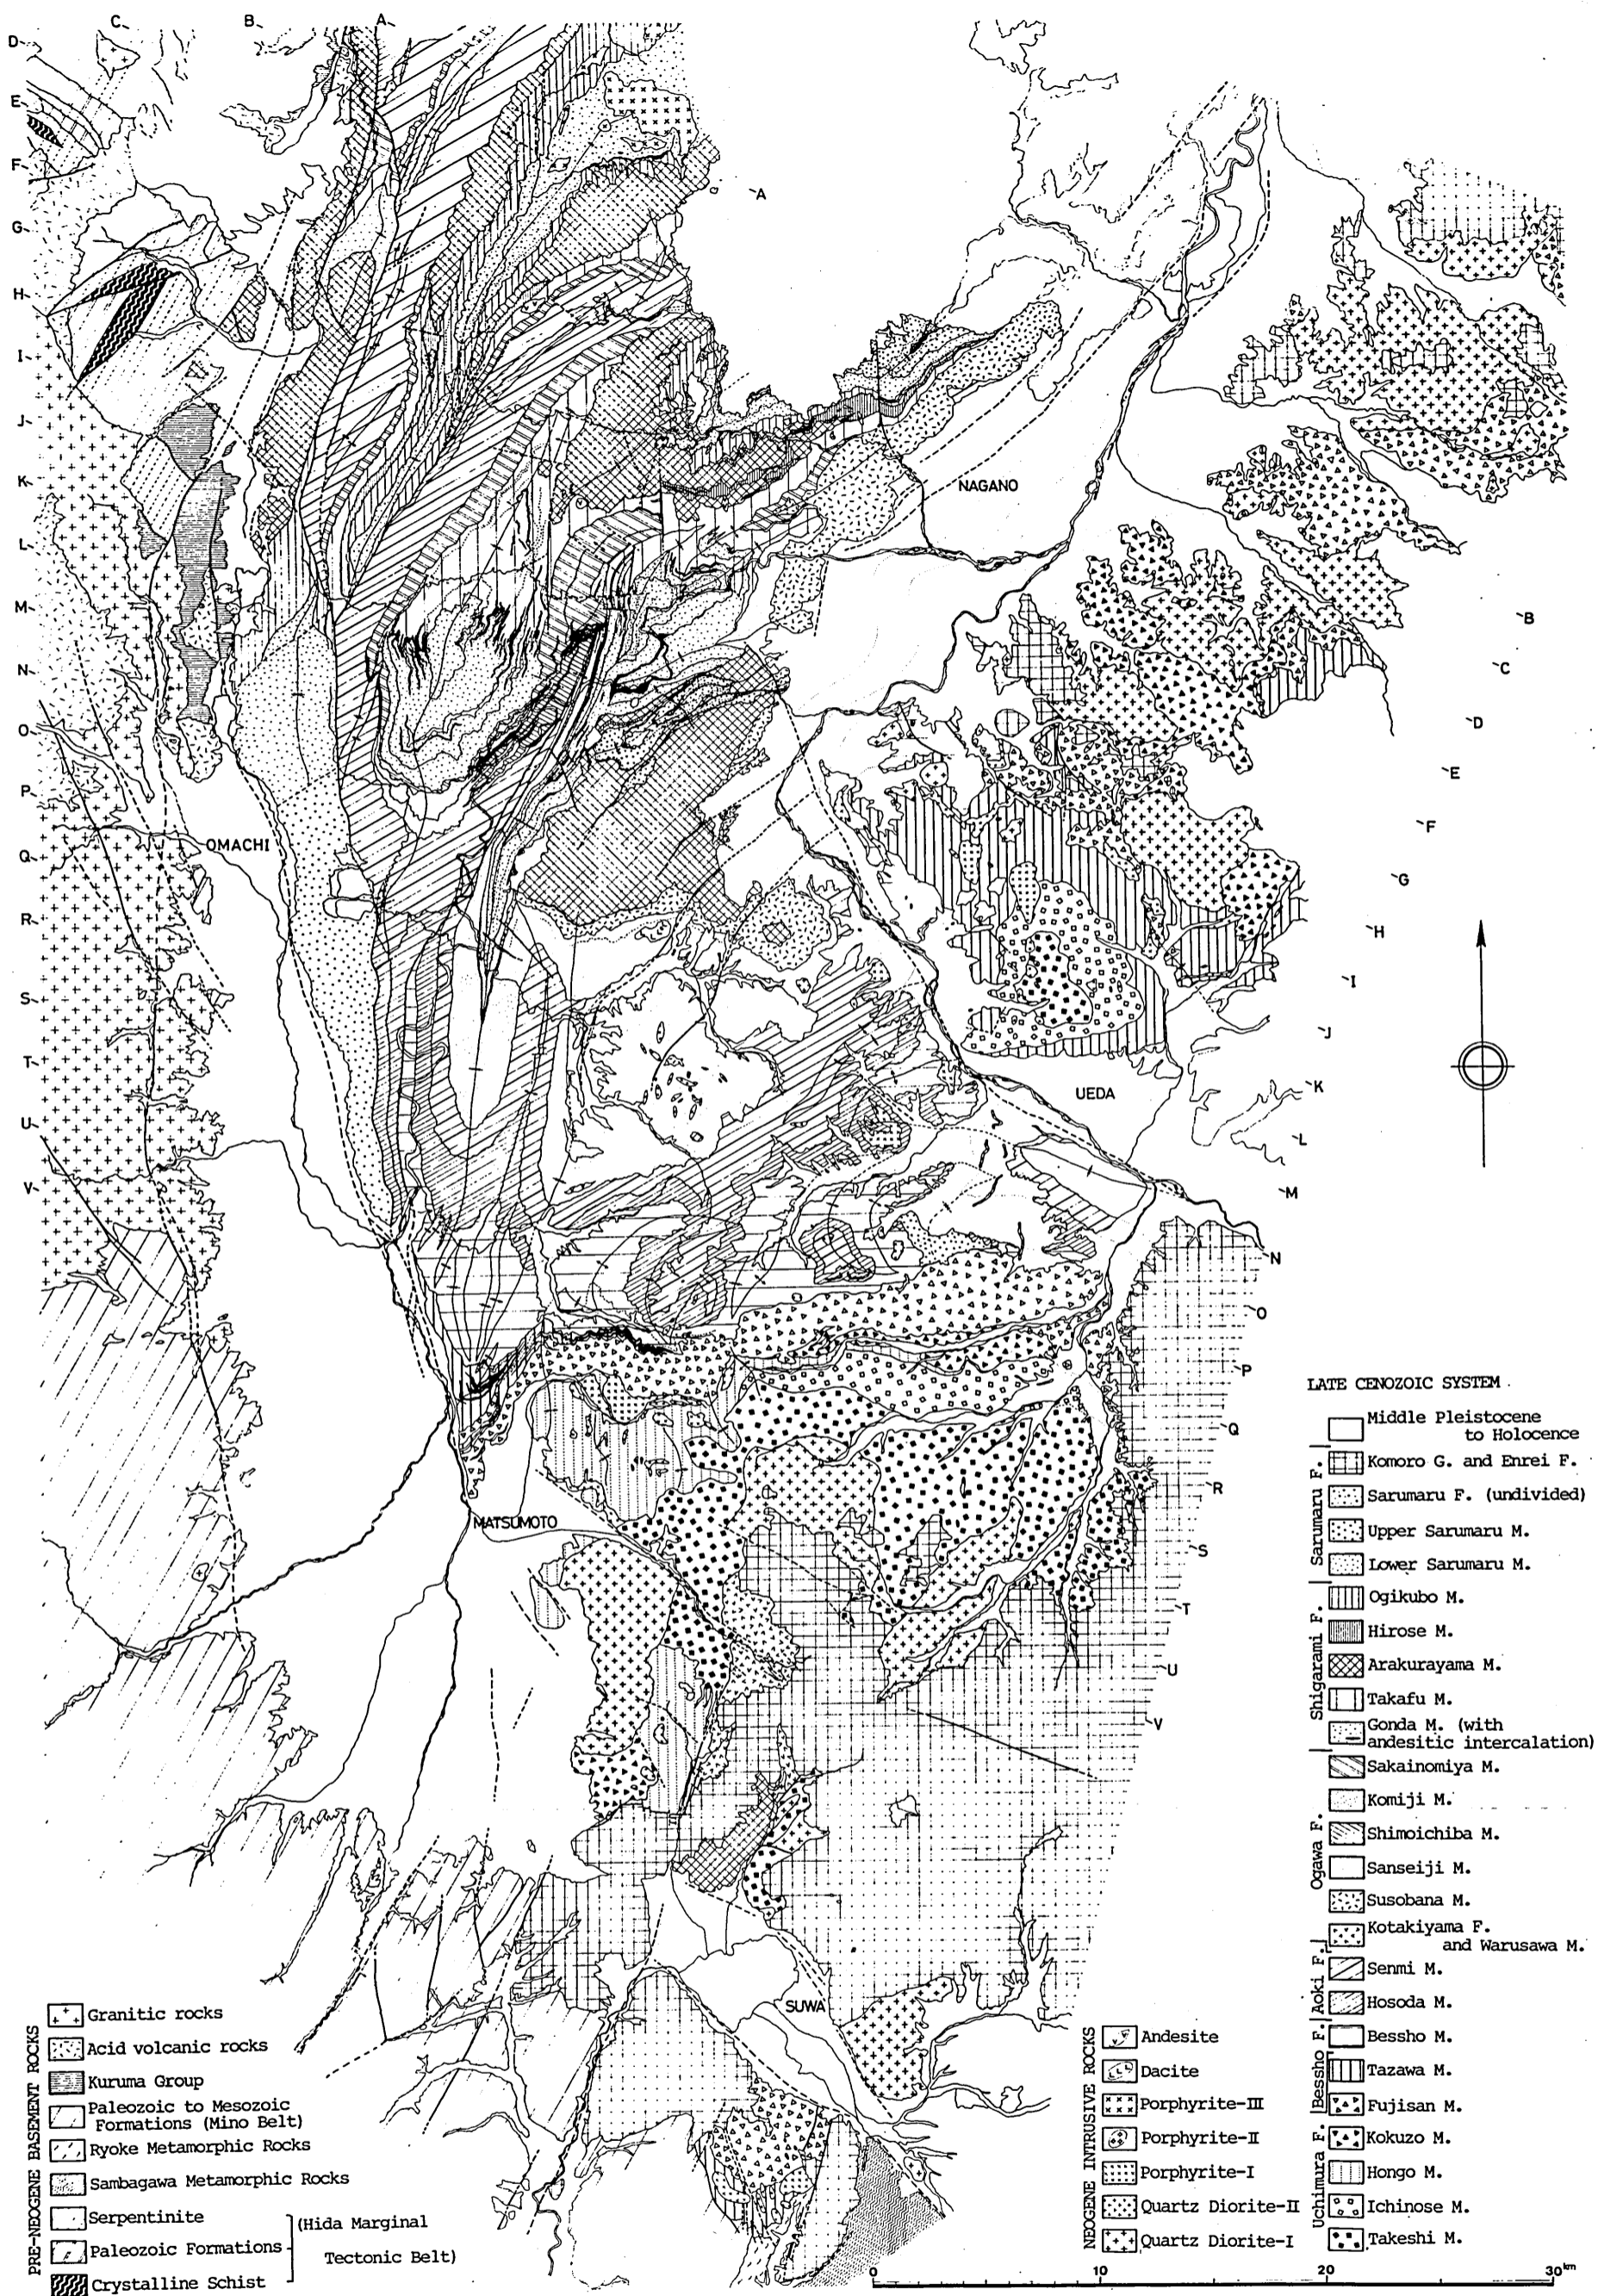 C
B
A
D
E
F
A
G
H
I
J
K
NAGANO
L
M
B
N
C
O
D
E
P
F
OMACHI
Q
G
R
H
I
S
J
T
K
UEDA
U
L
V
M
N
O
P
LATE CENOZOIC SYSTEM
Middle Pleistocene
to Holocence
Q
Komoro G. and Enrei F.
R
Sarumaru F. (undivided)
MATSUMOTO
Upper Sarumaru M.
S
Lower Sarumaru M.
Sarumaru F.
T
Ogikubo M.
Hirose M.
U
Arakurayama M.
Takafu M.
V
Gonda M. (with
andesitic intercalation)
Shigarami F.
Sakainomiya M.
Komiji M.
Shimoichiba M.
Sanseiji M.
Susobana M.
Kotakiyama F.
and Warusawa M.
Ogawa F.
Senmi M.
Hosoda M.
Aoki F.
SUWA
Bessho M.
Tazawa M.
Bessho F.
Fujisan M.
Kokuzo M.
Hongo M.
Ichinose M.
Takeshi M.
Uchimura F.
PRE-NEOGENE BASEMENT ROCKS
Granitic rocks
Acid volcanic rocks
Kuruma Group
Paleozoic to Mesozoic
Formations (Mino Belt)
Ryoke Metamorphic Rocks
Sambagawa Metamorphic Rocks
Serpentinite
Paleozoic Formations
Crystalline Schist
(Hida Marginal
Tectonic Belt)
NEOGENE INTRUSIVE ROCKS
Andesite
Dacite
Porphyrite-III
Porphyrite-II
Porphyrite-I
Quartz Diorite-II
Quartz Diorite-I
0 10 20 30km